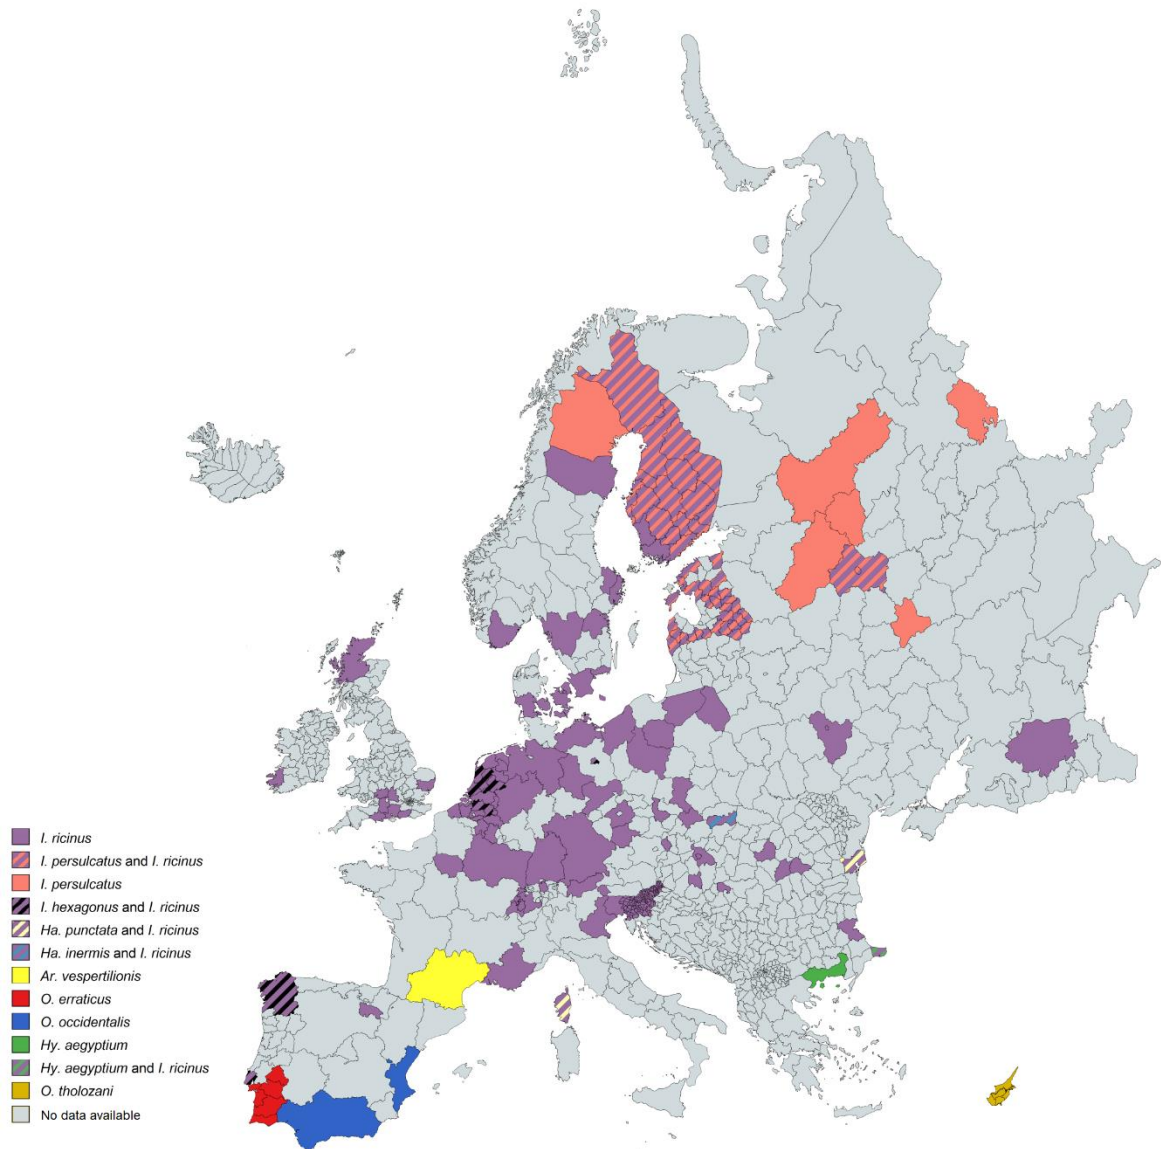 I. ricinus
I. persulcatus and I. ricinus
I. persulcatus
I. hexagonus and I. ricinus
Ha. punctata and I. ricinus
Ha. inermis and I. ricinus
Ar. vespertilionis
O. erraticus
O. occidentalis
Hy. aegyptium
Hy. aegyptium and I. ricinus
O. tholozani
No data available